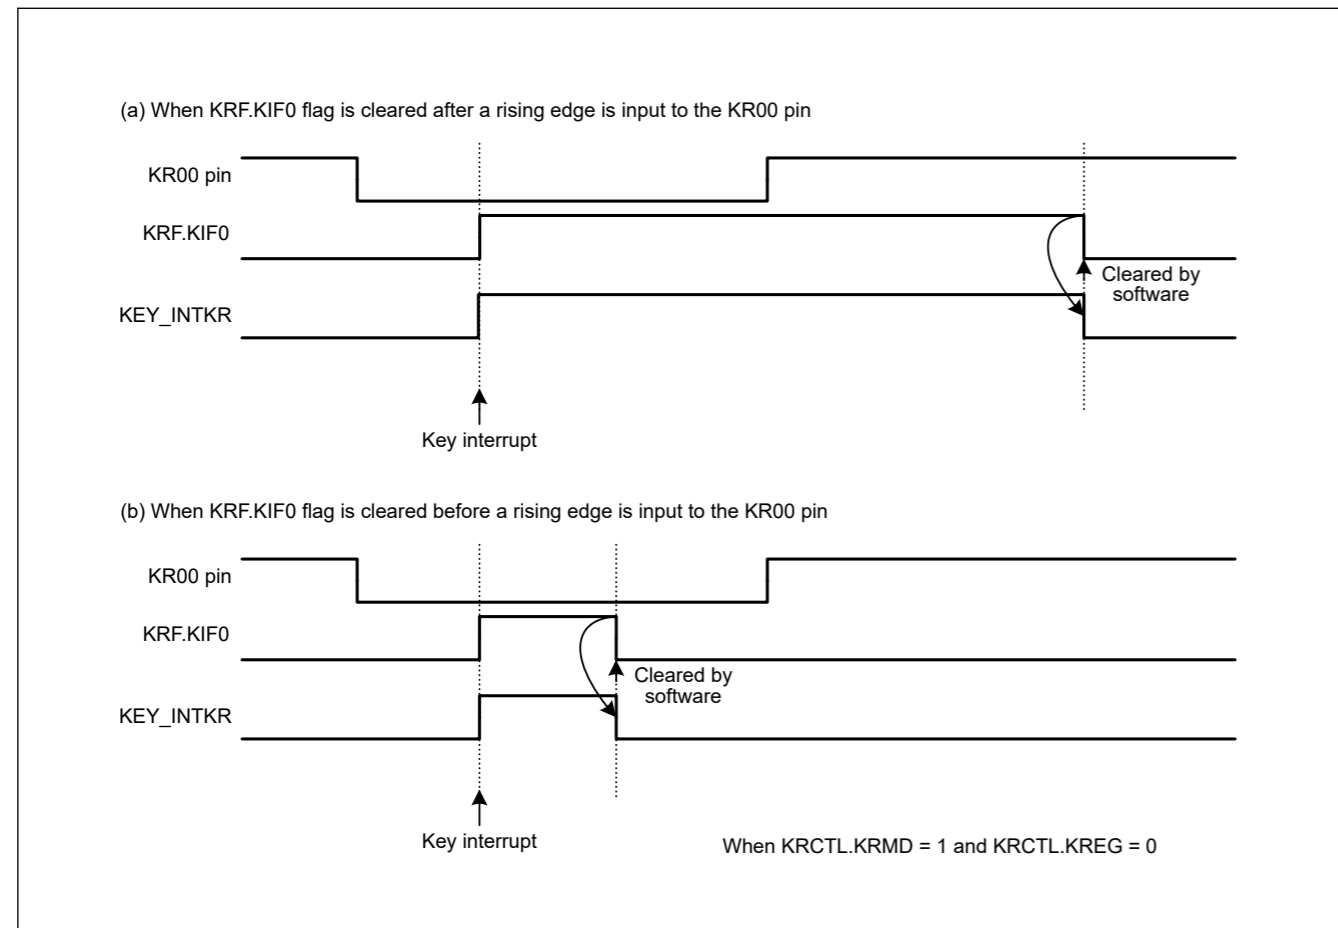 (a) When KRF.KIF0 flag is cleared after a rising edge is input to the KR00 pin
KR00 pin
KRF.KIF0
Cleared by
software
KEY_INTKR
Key interrupt
(b) When KRF.KIF0 flag is cleared before a rising edge is input to the KR00 pin
KR00 pin
KRF.KIF0
Cleared by
software
KEY_INTKR
Key interrupt
When KRCTL.KRMD = 1 and KRCTL.KREG = 0